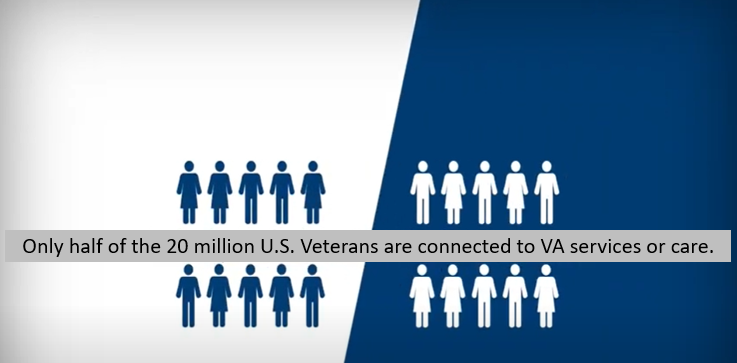 Only half of the 20 million U.S. Veterans are connected to VA services or care.